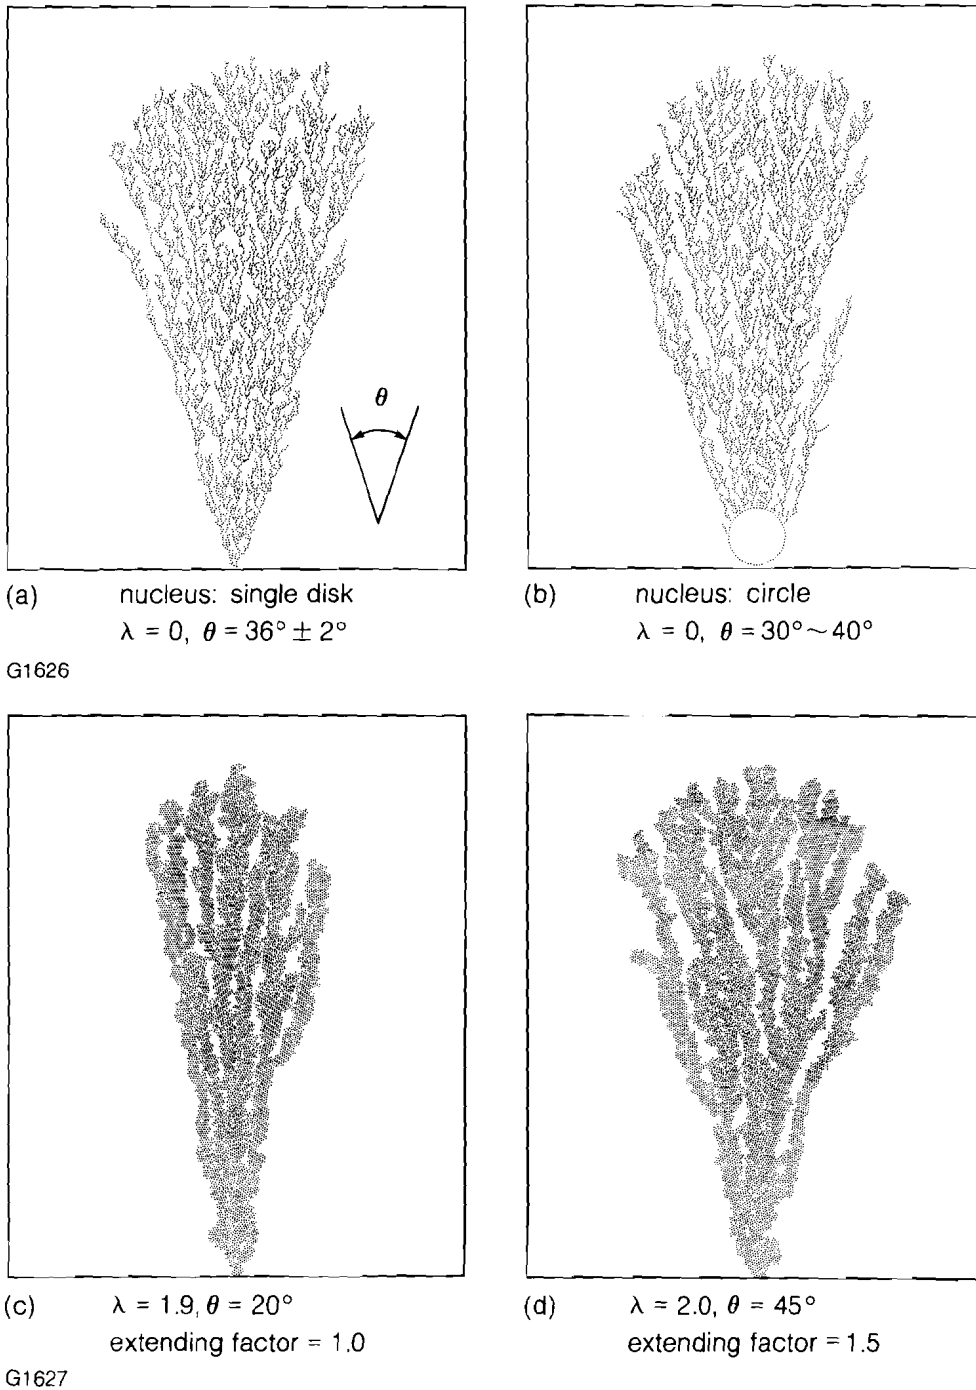 θ
(a) nucleus: single disk
λ = 0, θ = 36° ± 2°
(b) nucleus: circle
λ = 0, θ = 30° ~ 40°
G1626
(c) λ = 1.9, θ = 20°
extending factor = 1.0
(d) λ = 2.0, θ = 45°
extending factor = 1.5
G1627